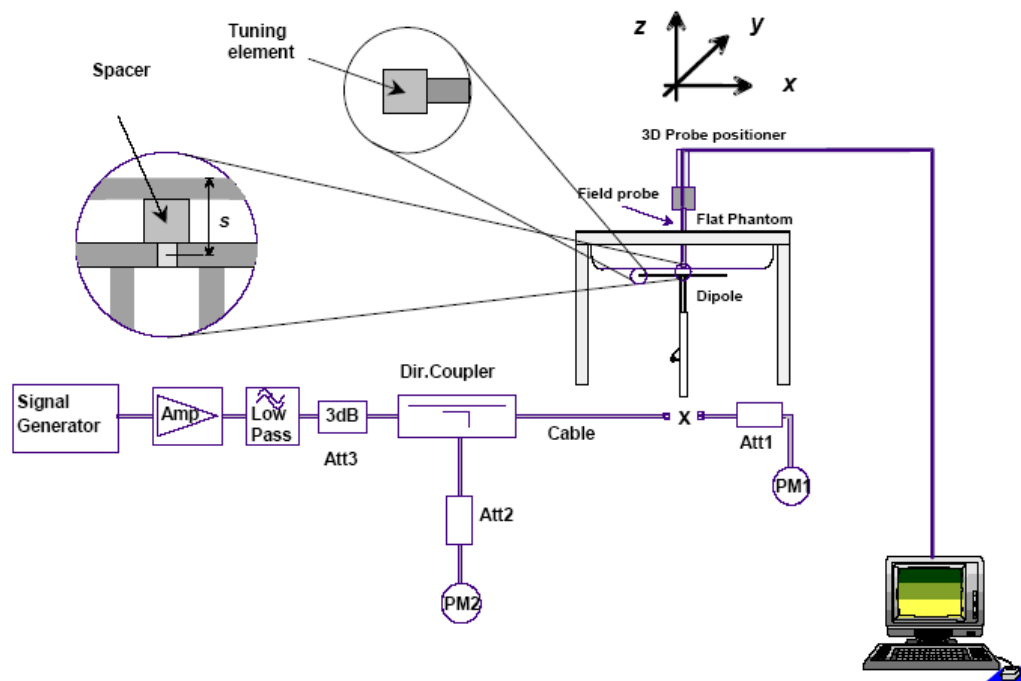 Tuning
element
Spacer
z
y
x
3D Probe positioner
s
Field probe
Flat Phantom
Dipole
Dir.Coupler
Signal
Generator
Amp
Low
Pass
3dB
Att3
Cable
X
Att1
PM1
Att2
PM2